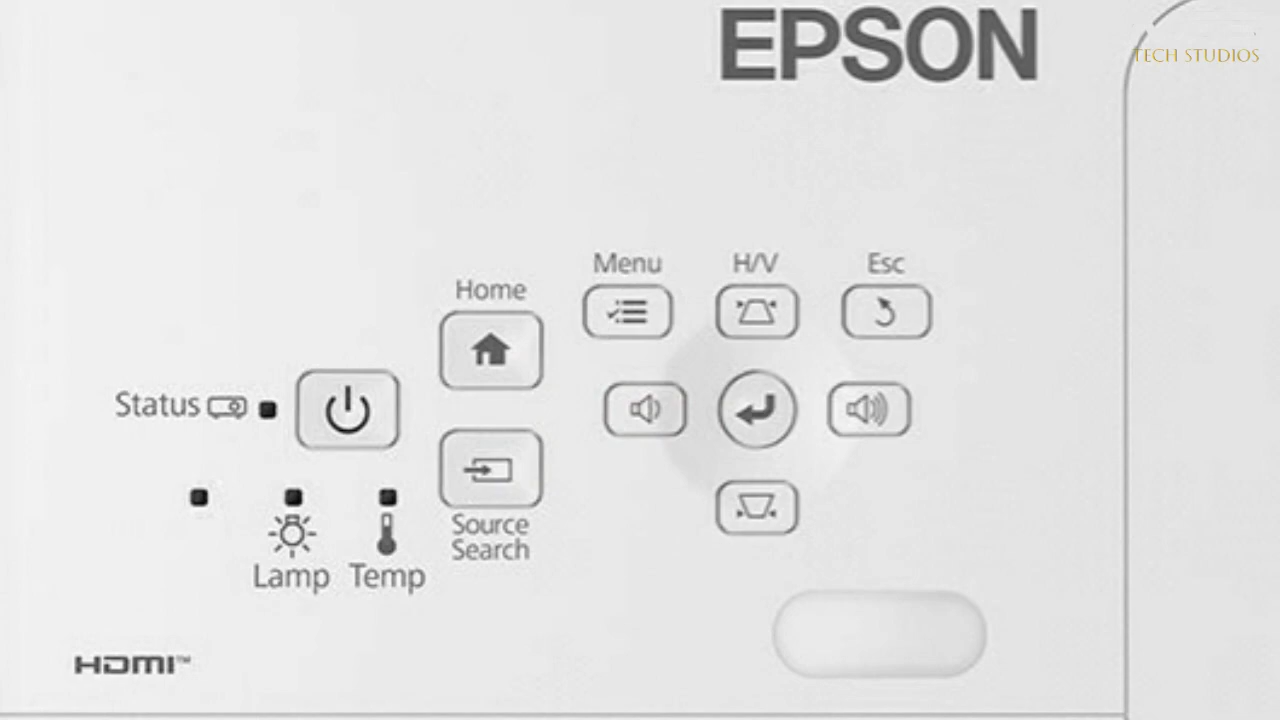 EPSON
TECH STUDIOS
Menu
H/V
Esc
Home
Status
Source
Search
Lamp
Temp
HDMI™